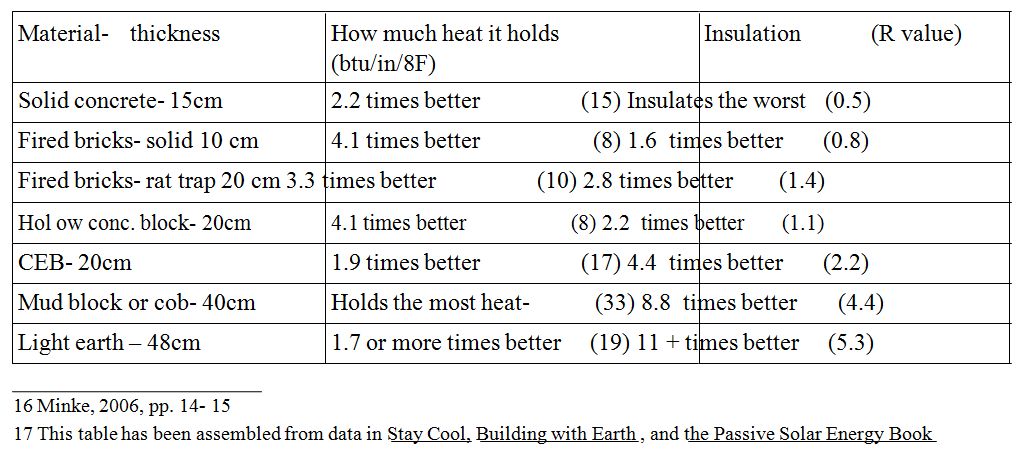 Material- thickness How much heat it holds Insulation (R value)
(btu/in/8F)
Solid concrete- 15cm 2.2 times better (15) Insulates the worst (0.5)
Fired bricks- solid 10 cm 4.1 times better (8) 1.6 times better (0.8)
Fired bricks- rat trap 20 cm 3.3 times better (10) 2.8 times better (1.4)
Hol ow conc. block- 20cm 4.1 times better (8) 2.2 times better (1.1)
CEB- 20cm 1.9 times better (17) 4.4 times better (2.2)
Mud block or cob- 40cm Holds the most heat- (33) 8.8 times better (4.4)
Light earth – 48cm 1.7 or more times better (19) 11 + times better (5.3)
16 Minke, 2006, pp. 14- 15
17 This table has been assembled from data in Stay Cool, Building with Earth , and the Passive Solar Energy Book